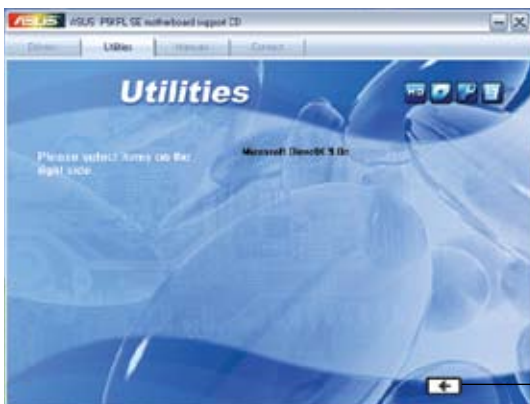 ASUS
ASUS P5KPL SE motherboard support CD
Drivers Utilities Manuals Contact
Utilities
Please select items on the
right side.
Microsoft DirectX 9.0c